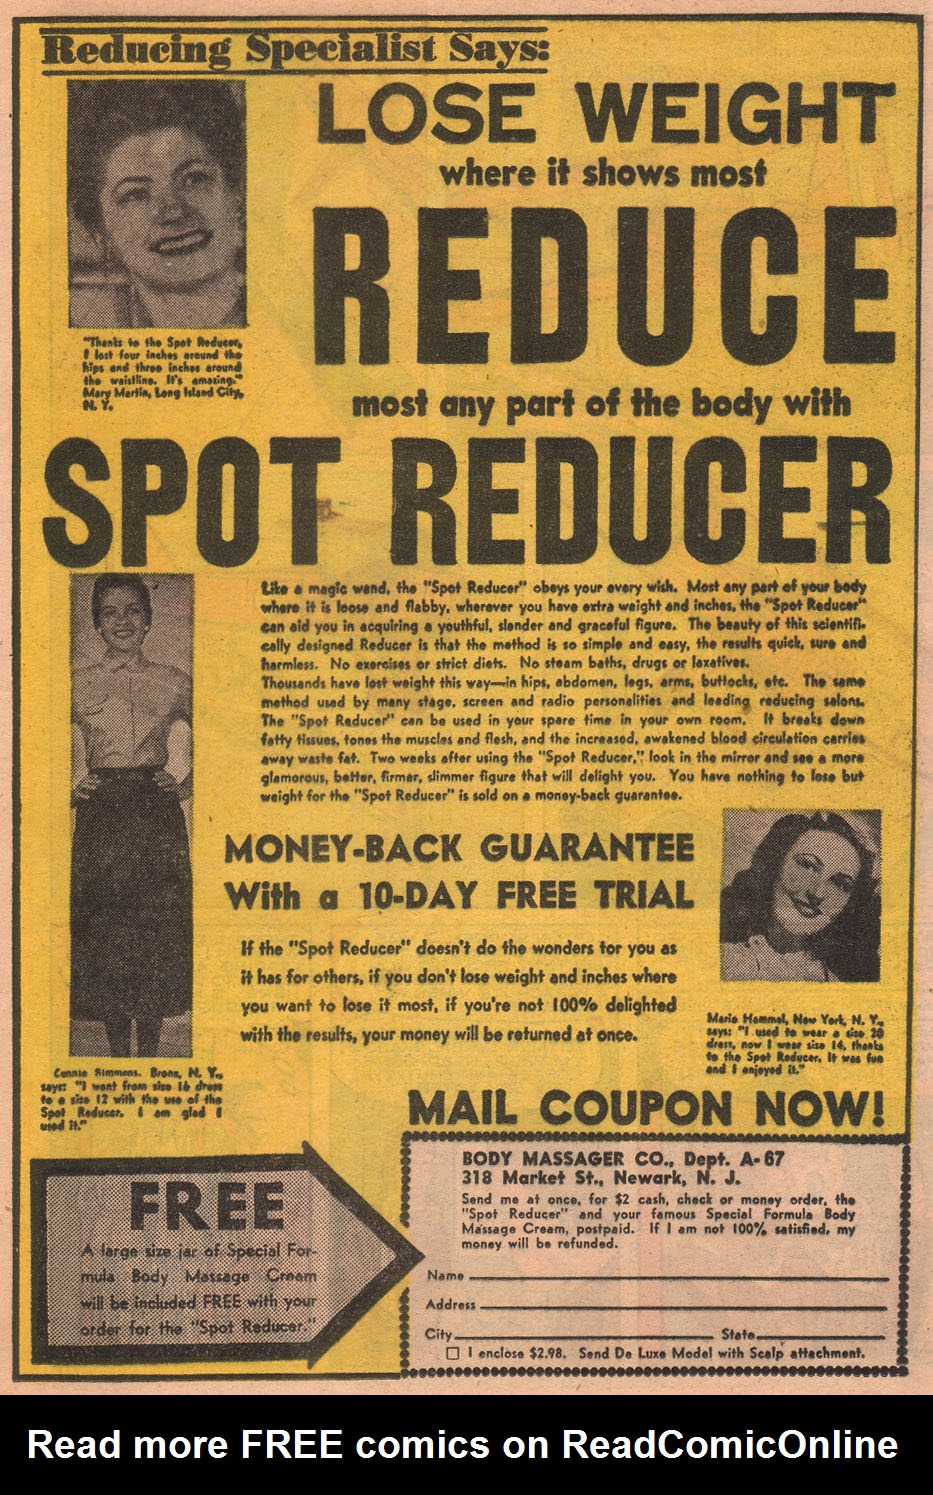 Reducing Specialist Says:
LOSE WEIGHT
where it shows most
REDUCE
most any part of the body with
SPOT REDUCER
"Thanks to the Spot Reducer,
I lost four inches around the
hips and three inches around
the waistline. It's amazing."
Mary Martin, Long Island City,
N. Y.
Like a magic wand, the "Spot Reducer" obeys your every wish. Most any part of your body
where it is loose and flabby, wherever you have extra weight and inches, the "Spot Reducer"
can aid you in acquiring a youthful, slender and graceful figure. The beauty of this scientifi-
cally designed Reducer is that the method is so simple and easy, the results quick, sure and
harmless. No exercises or strict diets. No steam baths, drugs or laxatives.
Thousands have lost weight this way—in hips, abdomen, legs, arms, buttocks, etc. The same
method used by many stage, screen and radio personalities and leading reducing salons.
The "Spot Reducer" can be used in your spare time in your own room. It breaks down
fatty tissues, tones the muscles and flesh, and the increased, awakened blood circulation carries
away waste fat. Two weeks after using the "Spot Reducer," look in the mirror and see a more
glamorous, better, firmer, slimmer figure that will delight you. You have nothing to lose but
weight for the "Spot Reducer" is sold on a money-back guarantee.
MONEY-BACK GUARANTEE
With a 10-DAY FREE TRIAL
If the "Spot Reducer" doesn't do the wonders for you as
it has for others, if you don't lose weight and inches where
you want to lose it most, if you're not 100% delighted
with the results, your money will be returned at once.
Marie Hammel, New York, N. Y.,
says: "I used to wear a size 20
dress, now I wear size 14, thanks
to the Spot Reducer. It was fun
and I enjoyed it."
Connie Simmons, Bronx, N. Y.,
says: "I went from size 16 dress
to a size 12 with the use of the
Spot Reducer. I am glad I
used it."
MAIL COUPON NOW!
FREE
A large size jar of Special For-
mula Body Massage Cream
will be included FREE with your
order for the "Spot Reducer."
BODY MASSAGER CO., Dept. A-67
318 Market St., Newark, N. J.
Send me at once, for $2 cash, check or money order, the
"Spot Reducer" and your famous Special Formula Body
Massage Cream, postpaid. If I am not 100% satisfied, my
money will be refunded.
Name
Address
City State
I enclose $2.98. Send De Luxe Model with Scalp attachment.
Read more FREE comics on ReadComicOnline